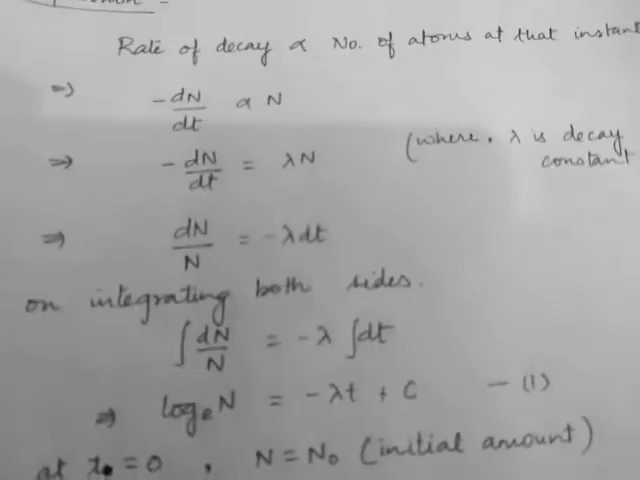 Rate of decay ∝ No. of atoms at that instant
=> -dN/dt ∝ N
=> -dN/dt = λN (where, λ is decay constant
=> dN/N = -λdt
on integrating both sides.
∫ dN/N = -λ ∫dt
=> logₑN = -λt + C — (1)
at t = 0 , N = N₀ (initial amount)